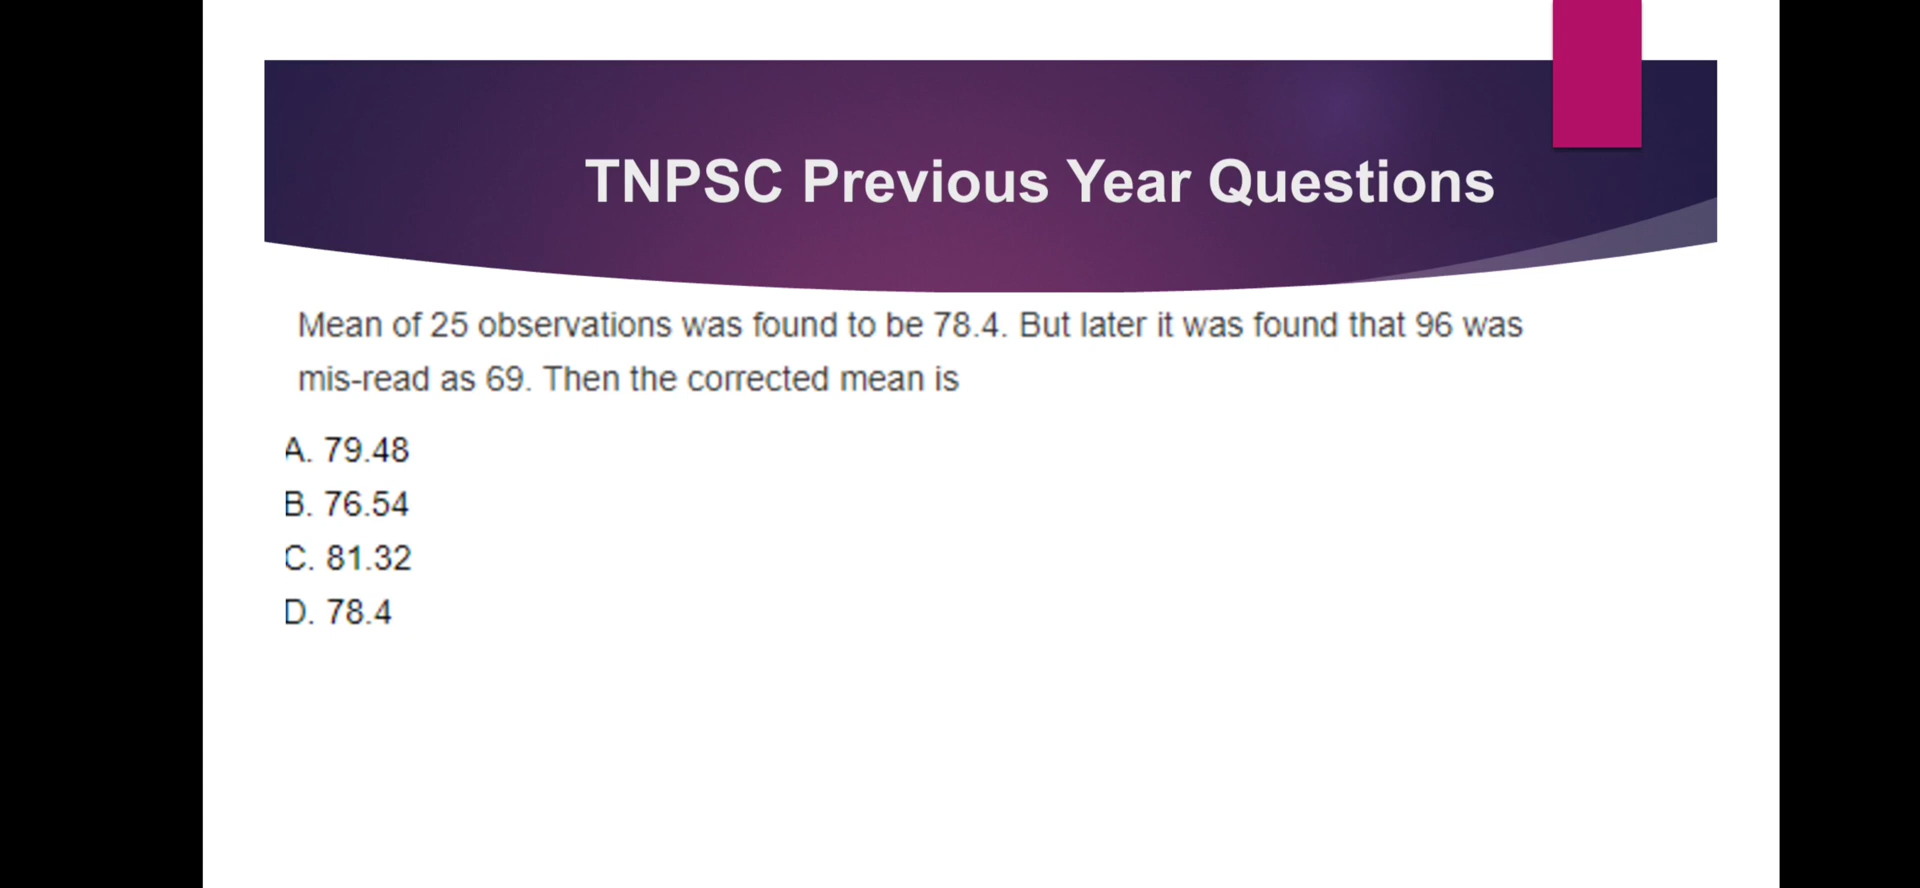 TNPSC Previous Year Questions
Mean of 25 observations was found to be 78.4. But later it was found that 96 was
mis-read as 69. Then the corrected mean is
A. 79.48
B. 76.54
C. 81.32
D. 78.4